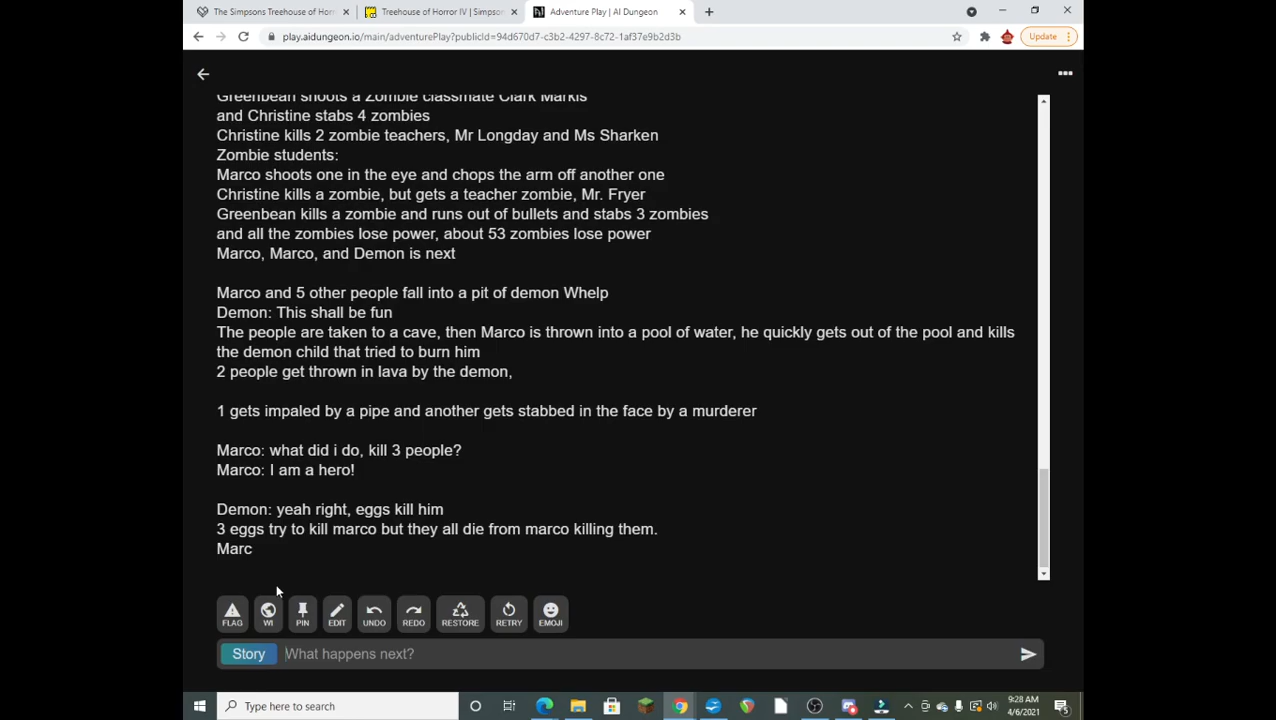 The Simpsons Treehouse of Hor
Treehouse of Horror IV | Simpso
Adventure Play | AI Dungeon
play.aidungeon.io/main/adventurePlay?publicId=94d670d7-c3b2-4297-8c72-1af37e9b2d3b
Update
Greenbean shoots a Zombie classmate Clark Markis
and Christine stabs 4 zombies
Christine kills 2 zombie teachers, Mr Longday and Ms Sharken
Zombie students:
Marco shoots one in the eye and chops the arm off another one
Christine kills a zombie, but gets a teacher zombie, Mr. Fryer
Greenbean kills a zombie and runs out of bullets and stabs 3 zombies
and all the zombies lose power, about 53 zombies lose power
Marco, Marco, and Demon is next
Marco and 5 other people fall into a pit of demon Whelp
Demon: This shall be fun
The people are taken to a cave, then Marco is thrown into a pool of water, he quickly gets out of the pool and kills
the demon child that tried to burn him
2 people get thrown in lava by the demon,
1 gets impaled by a pipe and another gets stabbed in the face by a murderer
Marco: what did i do, kill 3 people?
Marco: I am a hero!
Demon: yeah right, eggs kill him
3 eggs try to kill marco but they all die from marco killing them.
Marc
FLAG WI PIN EDIT UNDO REDO RESTORE RETRY EMOJI
Story What happens next?
Type here to search
9:28 AM
4/6/2021
5